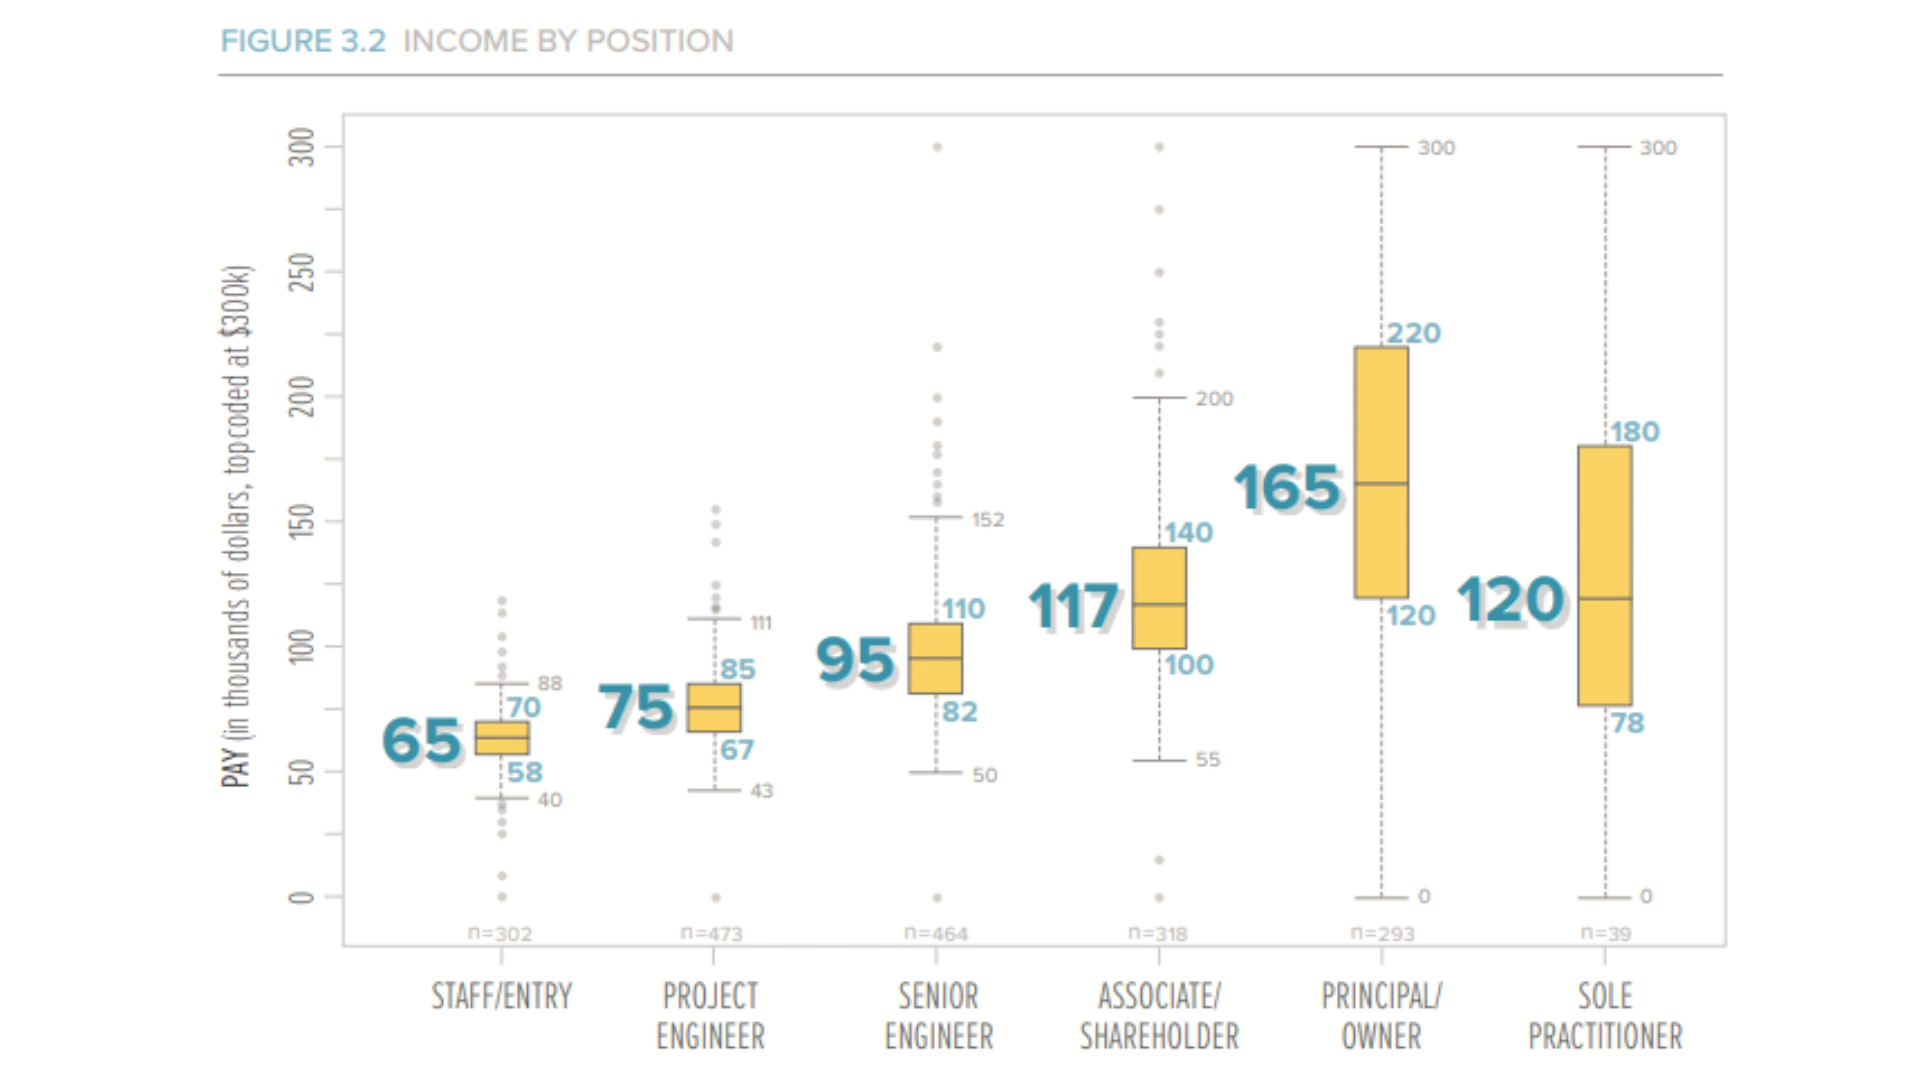 FIGURE 3.2 INCOME BY POSITION
PAY (in thousands of dollars, topcoded at $300k)
300
250
200
150
100
50
0
88
70
65
58
40
n=302
111
85
75
67
43
n=473
152
110
95
82
50
n=464
200
140
117
100
55
n=318
300
220
165
120
0
n=293
300
180
120
78
0
n=39
STAFF/ENTRY
PROJECT
ENGINEER
SENIOR
ENGINEER
ASSOCIATE/
SHAREHOLDER
PRINCIPAL/
OWNER
SOLE
PRACTITIONER